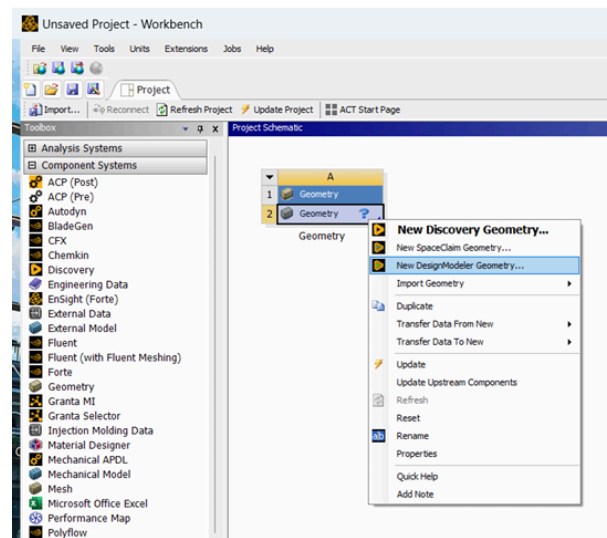 Unsaved Project - Workbench
File View Tools Units Extensions Jobs Help
Project
Import... Reconnect Refresh Project Update Project ACT Start Page
Toolbox
Project Schematic
Analysis Systems
Component Systems
ACP (Post)
ACP (Pre)
Autodyn
BladeGen
CFX
Chemkin
Discovery
Engineering Data
EnSight (Forte)
External Data
External Model
Fluent
Fluent (with Fluent Meshing)
Forte
Geometry
Granta MI
Granta Selector
Injection Molding Data
Material Designer
Mechanical APDL
Mechanical Model
Mesh
Microsoft Office Excel
Performance Map
Polyflow
A
1 Geometry
2 Geometry ?
Geometry
New Discovery Geometry...
New SpaceClaim Geometry...
New DesignModeler Geometry...
Import Geometry
Duplicate
Transfer Data From New
Transfer Data To New
Update
Update Upstream Components
Refresh
Reset
ab Rename
Properties
Quick Help
Add Note